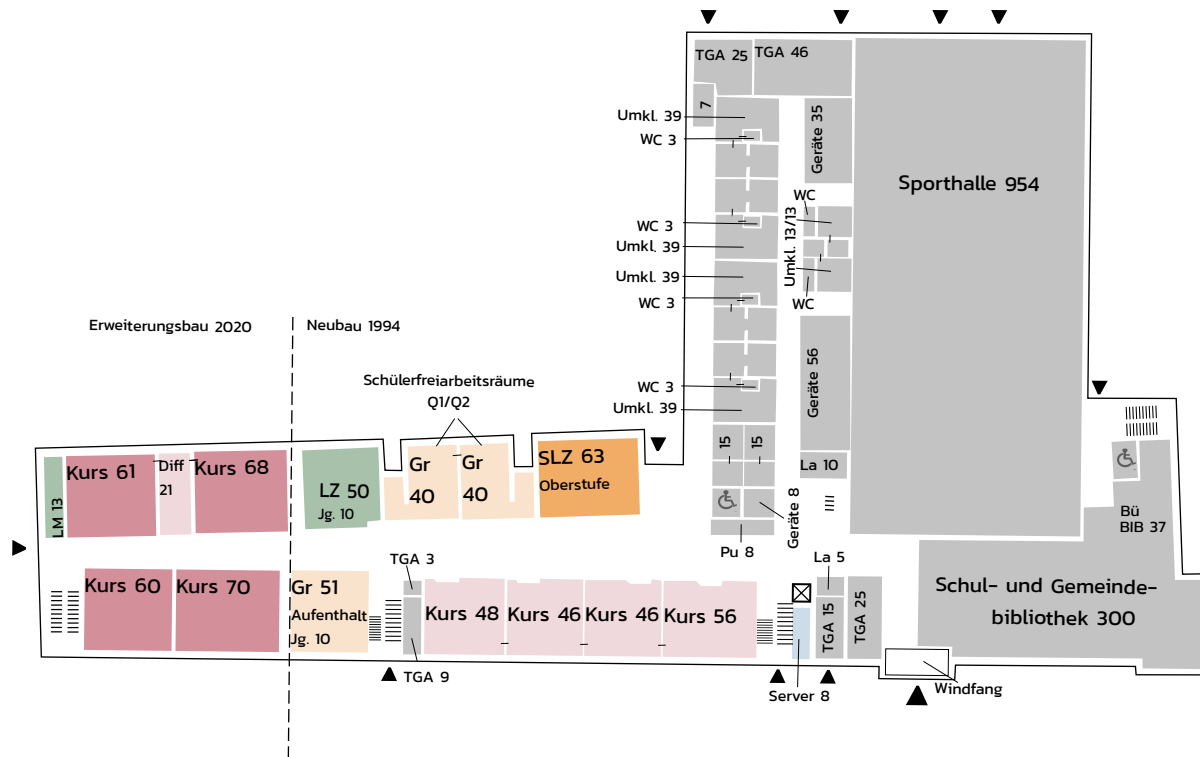 TGA 25
TGA 46
7
Umkl. 39
WC 3
Geräte 35
Sporthalle 954
WC
Umkl. 13/13
WC 3
Umkl. 39
Umkl. 39
WC 3
WC
Erweiterungsbau 2020
Neubau 1994
Geräte 56
Schülerfreiarbeitsräume
Q1/Q2
WC 3
Umkl. 39
15
15
La 10
Kurs 61
Diff
21
Kurs 68
LM 13
LZ 50
Jg. 10
Gr
40
Gr
40
SLZ 63
Oberstufe
Geräte 8
Pu 8
Bü
BIB 37
TGA 3
La 5
Kurs 60
Kurs 70
Gr 51
Aufenthalt
Jg. 10
Kurs 48
Kurs 46
Kurs 46
Kurs 56
TGA 15
TGA 25
Schul- und Gemeinde-
bibliothek 300
TGA 9
Server 8
Windfang